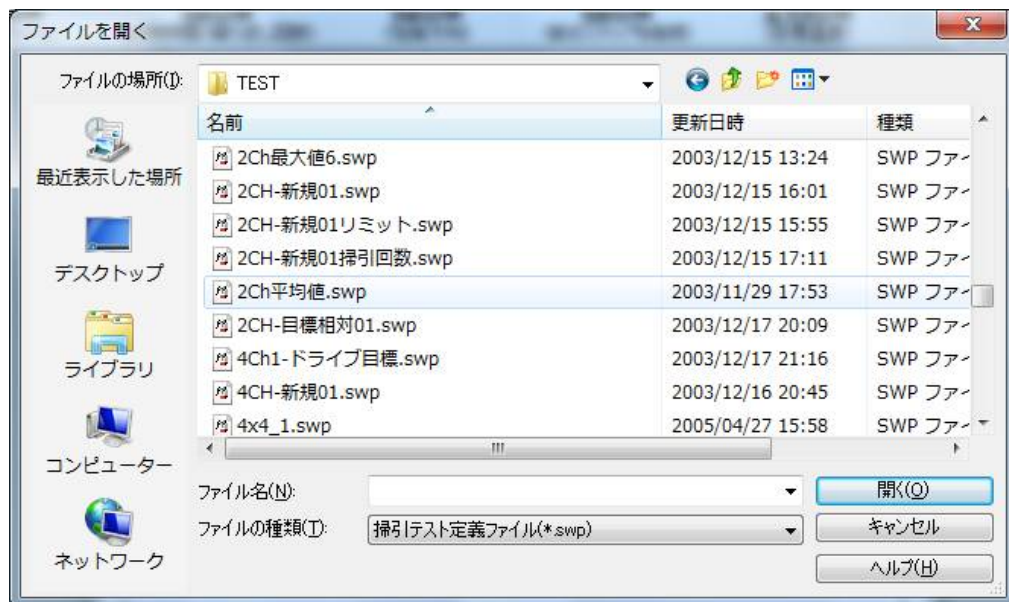 ファイルを開く
ファイルの場所(I):
TEST
名前 更新日時 種類
2Ch最大値6.swp 2003/12/15 13:24 SWP ファイ
2CH-新規01.swp 2003/12/15 16:01 SWP ファイ
2CH-新規01リミット.swp 2003/12/15 15:55 SWP ファイ
2CH-新規01掃引回数.swp 2003/12/15 17:11 SWP ファイ
2Ch平均値.swp 2003/11/29 17:53 SWP ファイ
2CH-目標相対01.swp 2003/12/17 20:09 SWP ファイ
4Ch1-ドライブ目標.swp 2003/12/17 21:16 SWP ファイ
4CH-新規01.swp 2003/12/16 20:45 SWP ファイ
4x4_1.swp 2005/04/27 15:58 SWP ファイ
最近表示した場所
デスクトップ
ライブラリ
コンピューター
ネットワーク
ファイル名(N):
開く(O)
ファイルの種類(T):
掃引テスト定義ファイル(*.swp)
キャンセル
ヘルプ(H)